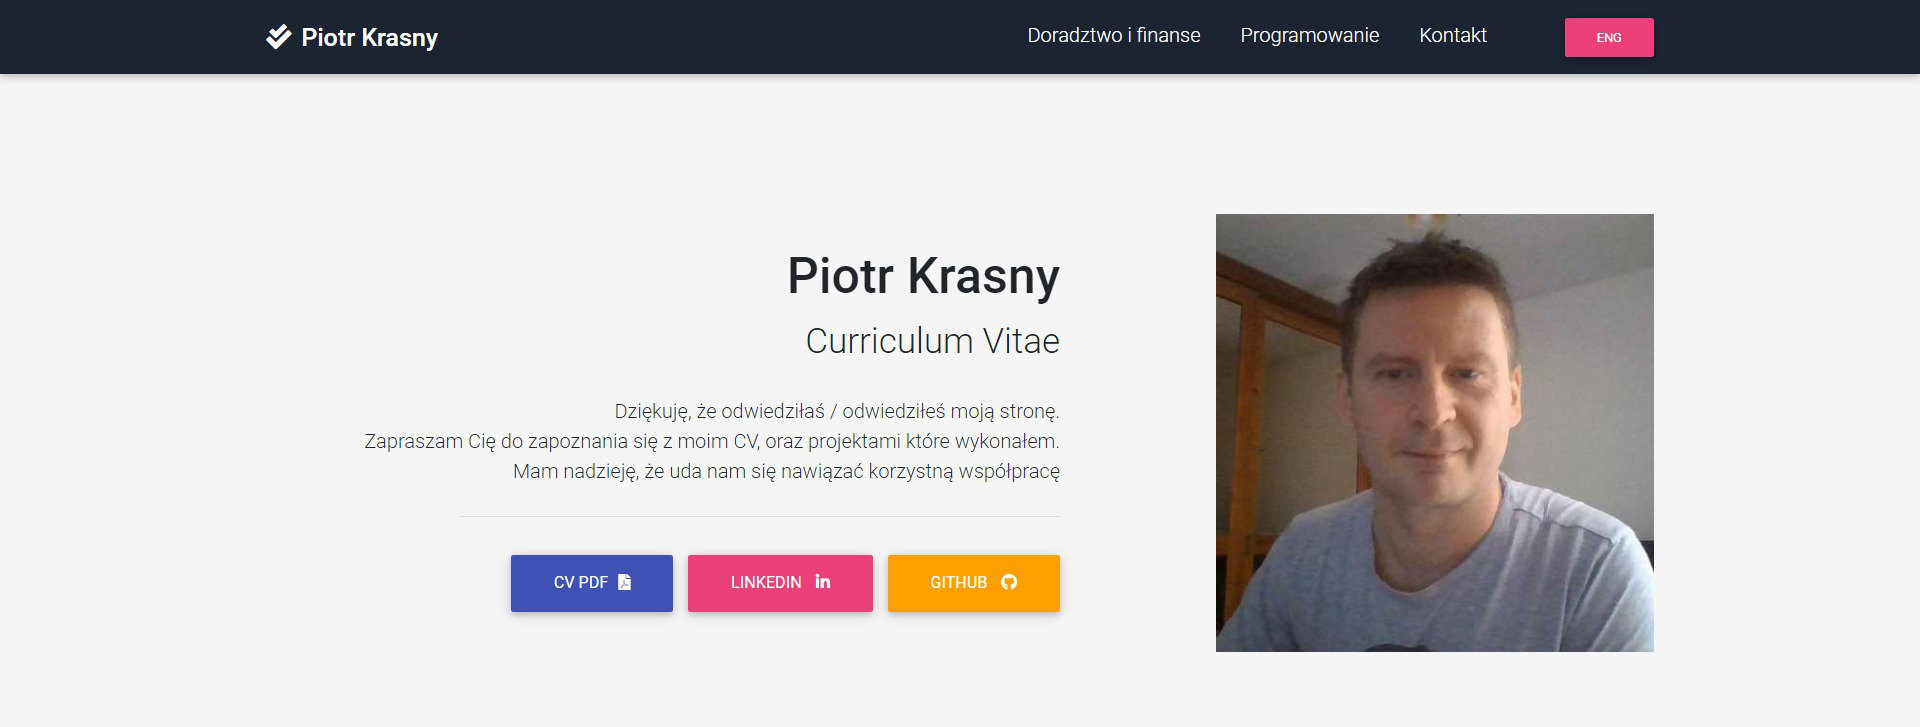 Piotr Krasny
Doradztwo i finanse
Programowanie
Kontakt
ENG
Piotr Krasny
Curriculum Vitae
Dziękuję, że odwiedziłaś / odwiedziłeś moją stronę.
Zapraszam Cię do zapoznania się z moim CV, oraz projektami które wykonałem.
Mam nadzieję, że uda nam się nawiązać korzystną współpracę
CV PDF
LINKEDIN in
GITHUB